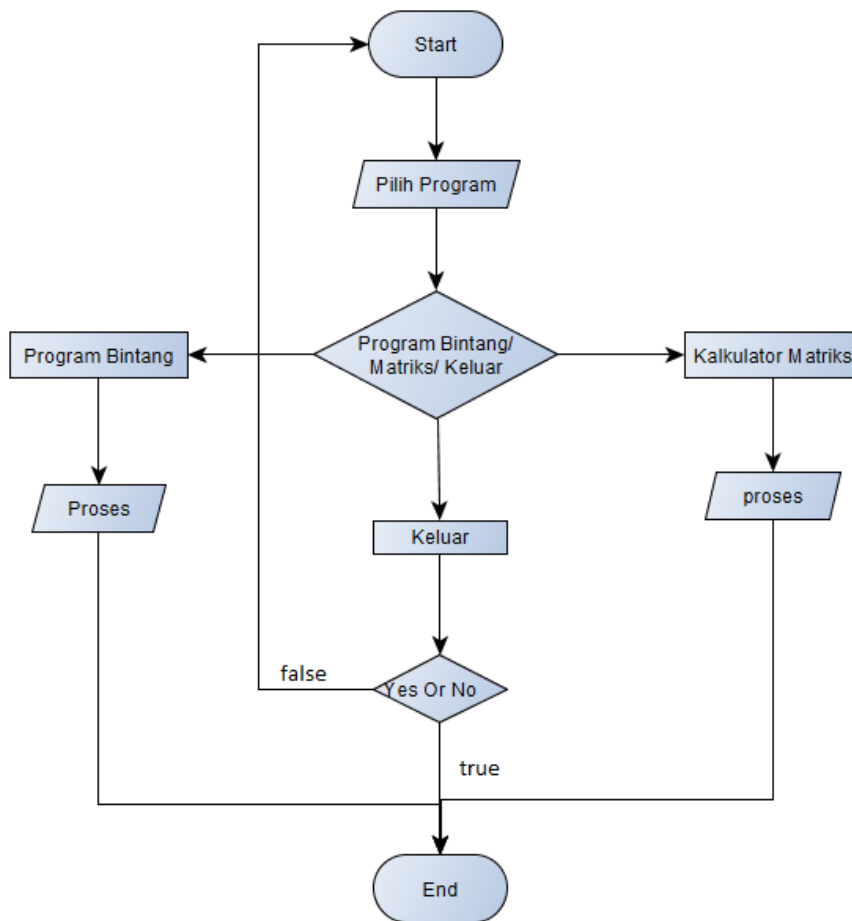 Start
Pilih Program
Program Bintang/
Matriks/ Keluar
Program Bintang
Kalkulator Matriks
Proses
proses
Keluar
false
Yes Or No
true
End